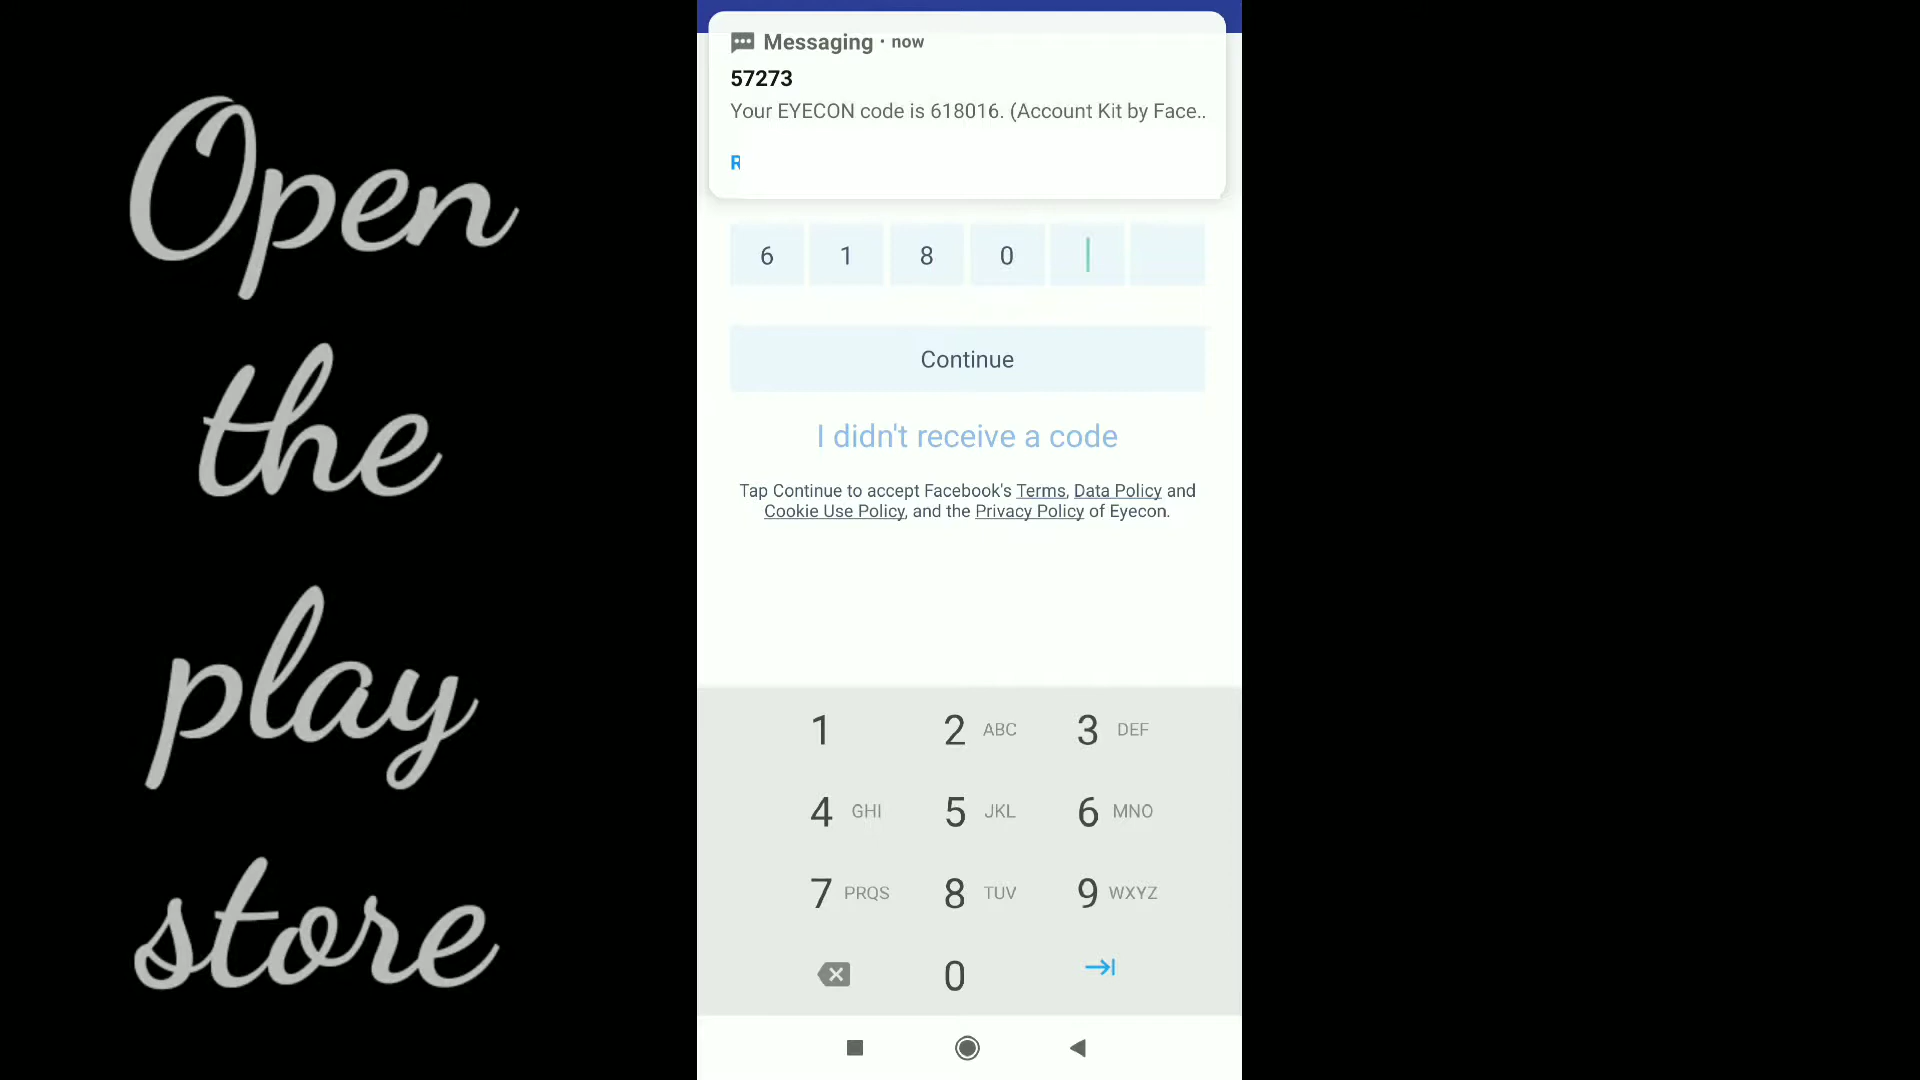 Open
the
play
store
Messaging · now
57273
Your EYECON code is 618016. (Account Kit by Face..
R
6 1 8 0
Continue
I didn't receive a code
Tap Continue to accept Facebook's Terms, Data Policy and
Cookie Use Policy, and the Privacy Policy of Eyecon.
1 2 ABC 3 DEF
4 GHI 5 JKL 6 MNO
7 PRQS 8 TUV 9 WXYZ
0